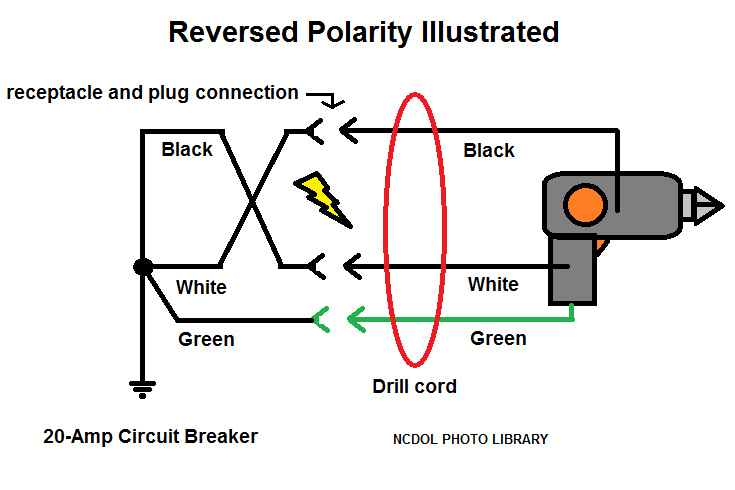 Reversed Polarity Illustrated
receptacle and plug connection
Black
Black
White
White
Green
Green
Drill cord
20-Amp Circuit Breaker
NCDOL PHOTO LIBRARY